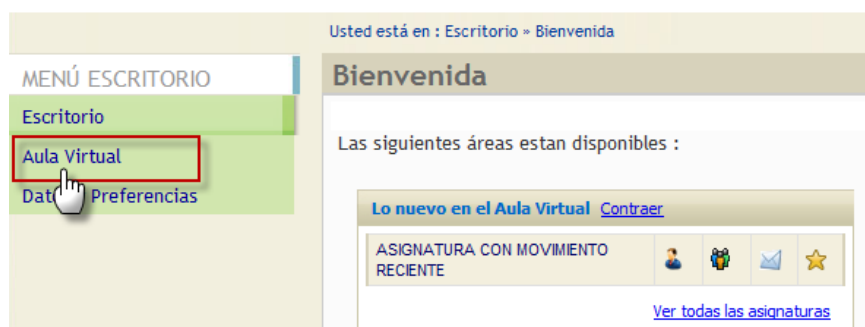 Usted está en : Escritorio » Bienvenida
MENÚ ESCRITORIO
Escritorio
Aula Virtual
Preferencias
Bienvenida
Las siguientes áreas estan disponibles :
Lo nuevo en el Aula Virtual Contraer
ASIGNATURA CON MOVIMIENTO
RECIENTE
Ver todas las asignaturas